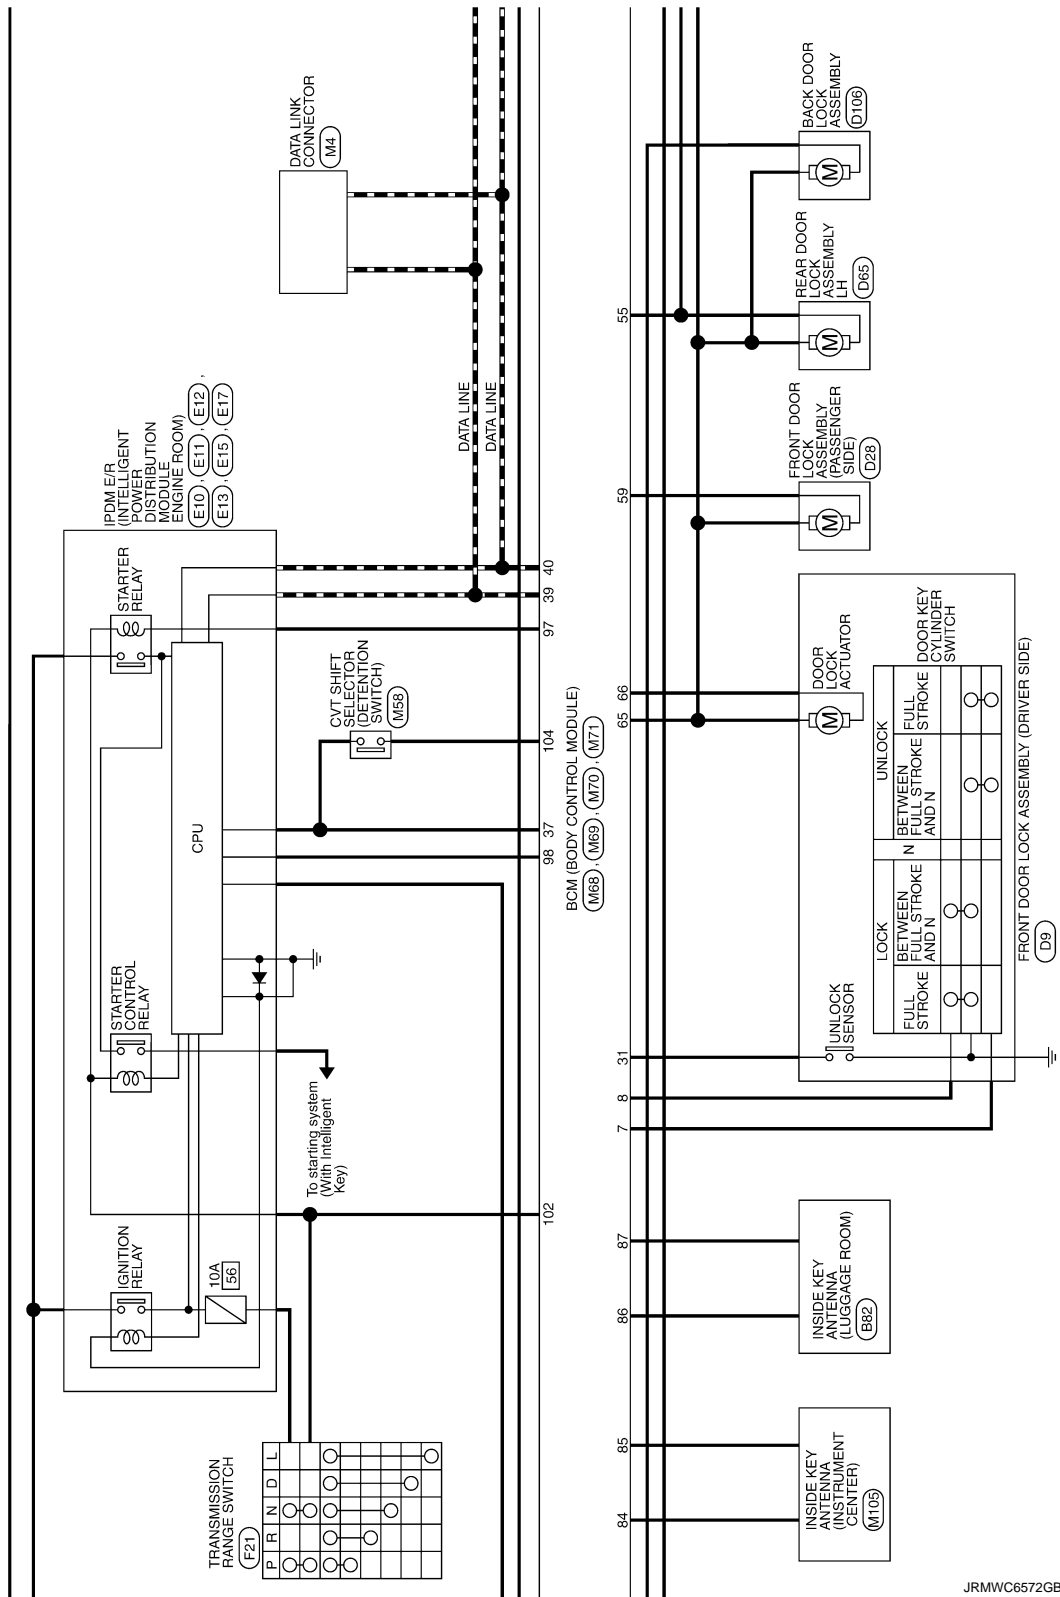 DATA LINK
CONNECTOR
M4
DATA LINE
DATA LINE
IPDM E/R
(INTELLIGENT
POWER
DISTRIBUTION
MODULE
ENGINE ROOM)
E10 , E11 , E12 ,
E13 , E15 , E17
STARTER
RELAY
CPU
STARTER
CONTROL
RELAY
IGNITION
RELAY
10A
56
To starting system
(With Intelligent
Key)
CVT SHIFT
SELECTOR
(DETENTION
SWITCH)
M58
TRANSMISSION
RANGE SWITCH
F21
P R N D L
40
39
97
104
37
98
102
BCM (BODY CONTROL MODULE)
M68 , M69 , M70 , M71
55
59
66
65
31
8
7
87
86
85
84
BACK DOOR
LOCK
ASSEMBLY
D106
M
REAR DOOR
LOCK
ASSEMBLY
LH
D65
M
FRONT DOOR
LOCK
ASSEMBLY
(PASSENGER
SIDE)
D28
M
DOOR
LOCK
ACTUATOR
M
DOOR KEY
CYLINDER
SWITCH
LOCK
N
UNLOCK
FULL
STROKE
BETWEEN
FULL STROKE
AND N
BETWEEN
FULL STROKE
AND N
FULL
STROKE
UNLOCK
SENSOR
FRONT DOOR LOCK ASSEMBLY (DRIVER SIDE)
D9
INSIDE KEY
ANTENNA
(LUGGAGE ROOM)
B82
INSIDE KEY
ANTENNA
(INSTRUMENT
CENTER)
M105
JRMWC6572GB